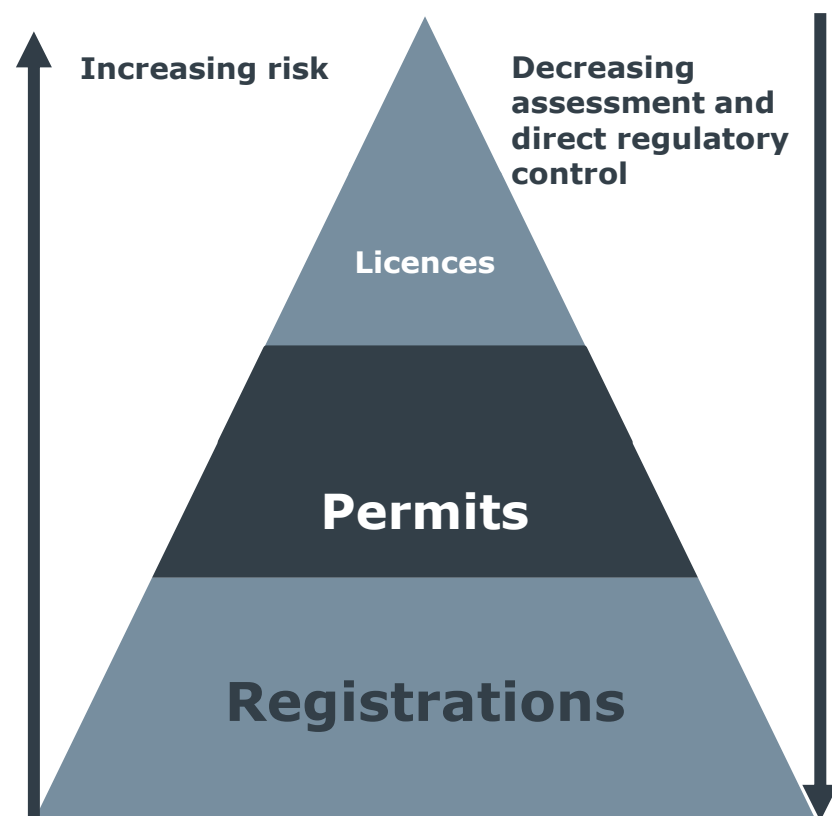 Increasing risk
Decreasing
assessment and
direct regulatory
control
Licences
Permits
Registrations